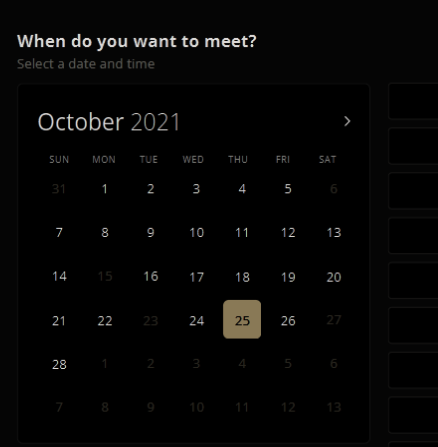 When do you want to meet?
Select a date and time
October 2021
SUN MON TUE WED THU FRI SAT
31 1 2 3 4 5 6
7 8 9 10 11 12 13
14 15 16 17 18 19 20
21 22 23 24 25 26 27
28 1 2 3 4 5 6
7 8 9 10 11 12 13